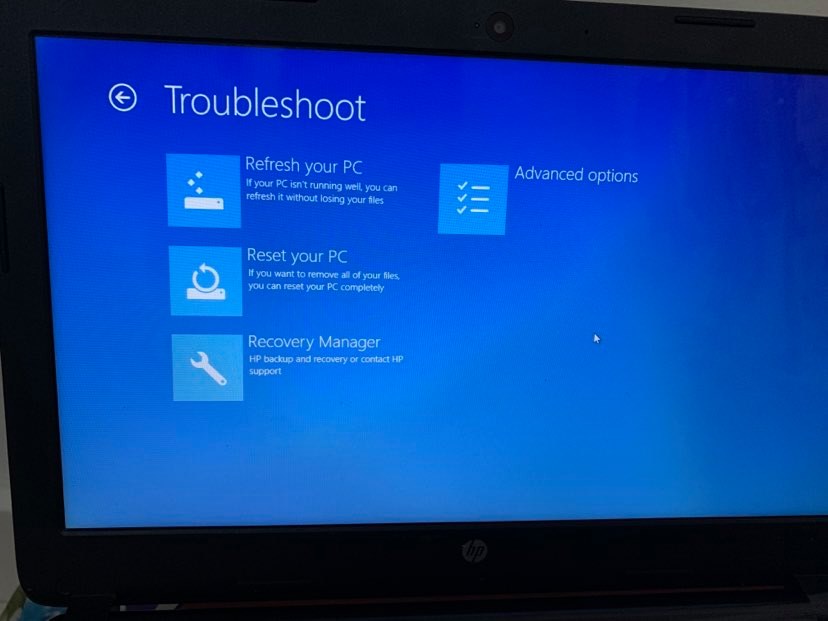 Troubleshoot
Refresh your PC
If your PC isn't running well, you can
refresh it without losing your files
Reset your PC
If you want to remove all of your files,
you can reset your PC completely
Recovery Manager
HP backup and recovery or contact HP
support
Advanced options
hp